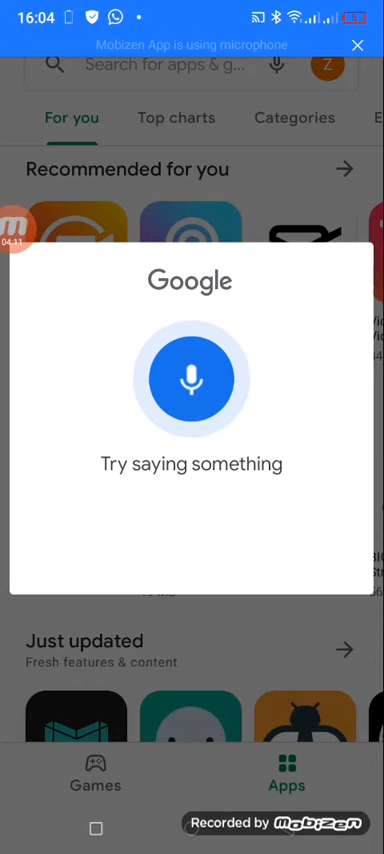 16:04
5
Mobizen App is using microphone
Search for apps & g...
Z
For you
Top charts
Categories
E
Recommended for you
04:11
Google
Try saying something
Just updated
Fresh features & content
Games
Apps
Recorded by mobizen